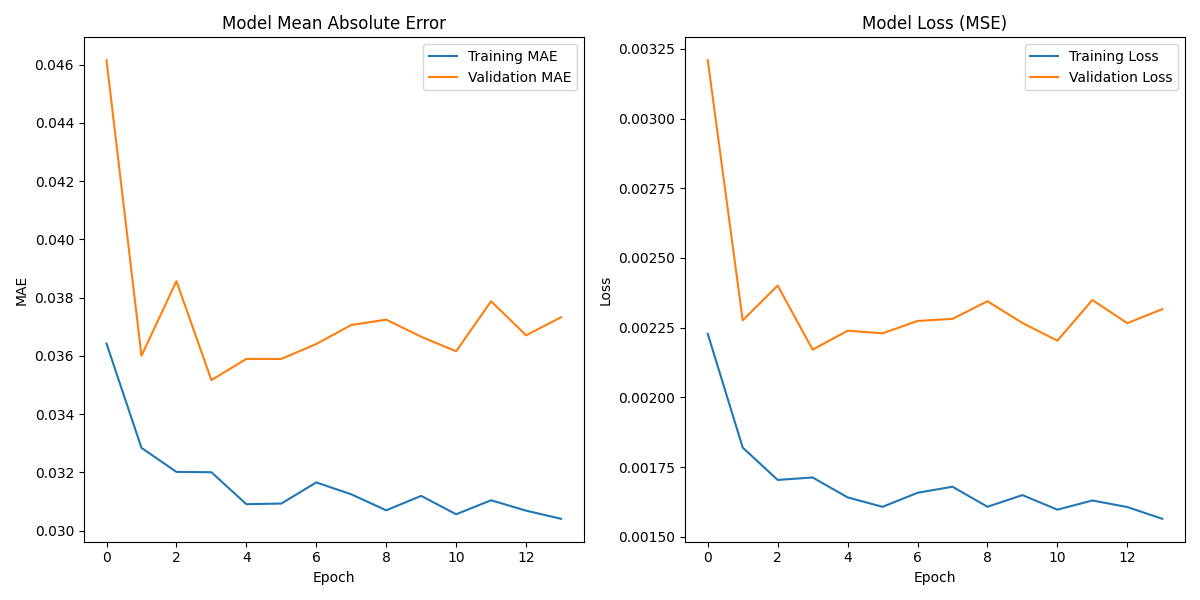 Model Mean Absolute Error
Training MAE
Validation MAE
0.046
0.044
0.042
0.040
0.038
0.036
0.034
0.032
0.030
MAE
0 2 4 6 8 10 12
Epoch
Model Loss (MSE)
Training Loss
Validation Loss
0.00325
0.00300
0.00275
0.00250
0.00225
0.00200
0.00175
0.00150
Loss
0 2 4 6 8 10 12
Epoch